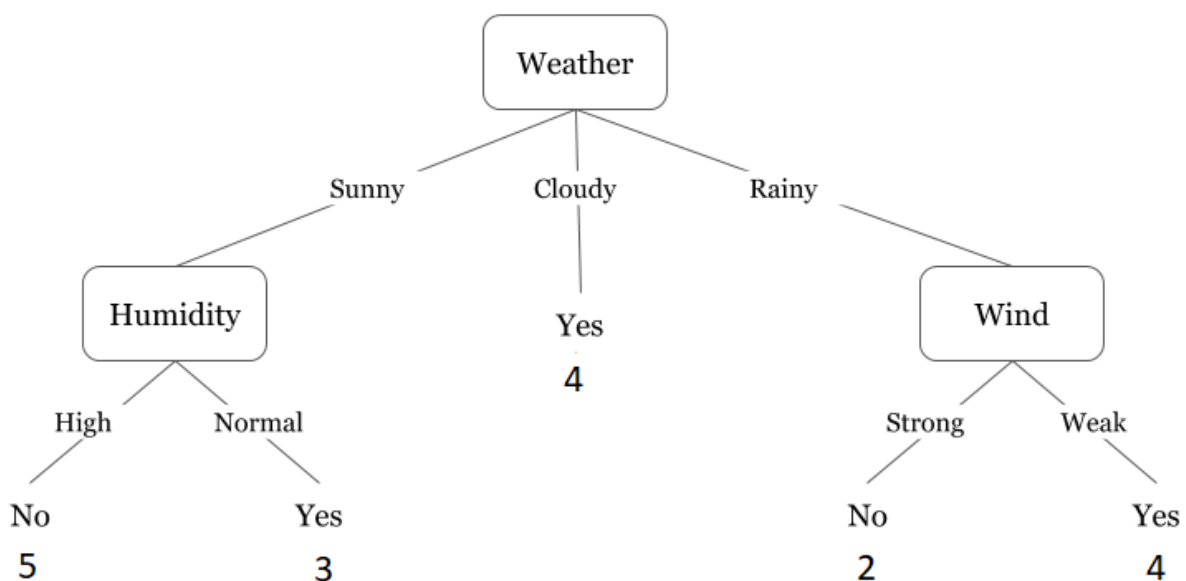 Weather
Sunny Cloudy Rainy
Humidity Yes Wind
4
High Normal Strong Weak
No Yes No Yes
5 3 2 4